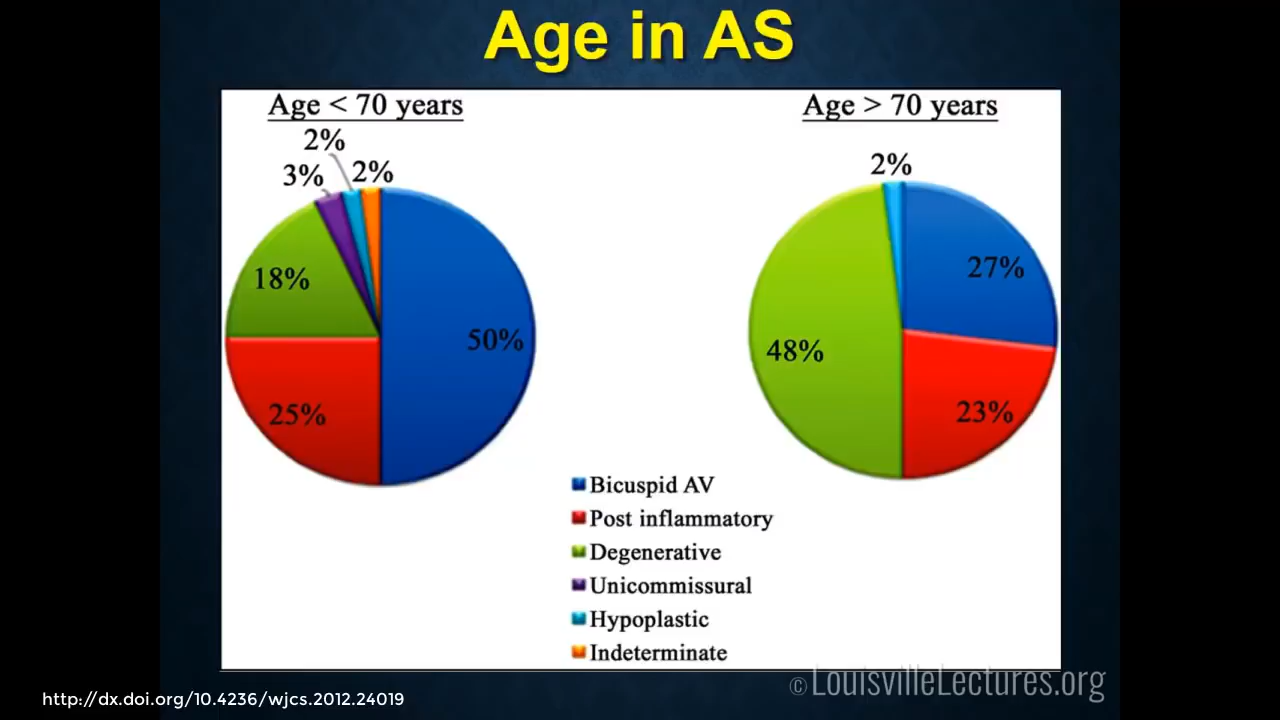 Age in AS
Age < 70 years
2%
3%
2%
18%
50%
25%
Age > 70 years
2%
27%
48%
23%
Bicuspid AV
Post inflammatory
Degenerative
Unicommissural
Hypoplastic
Indeterminate
http://dx.doi.org/10.4236/wjcs.2012.24019
© LouisvilleLectures.org